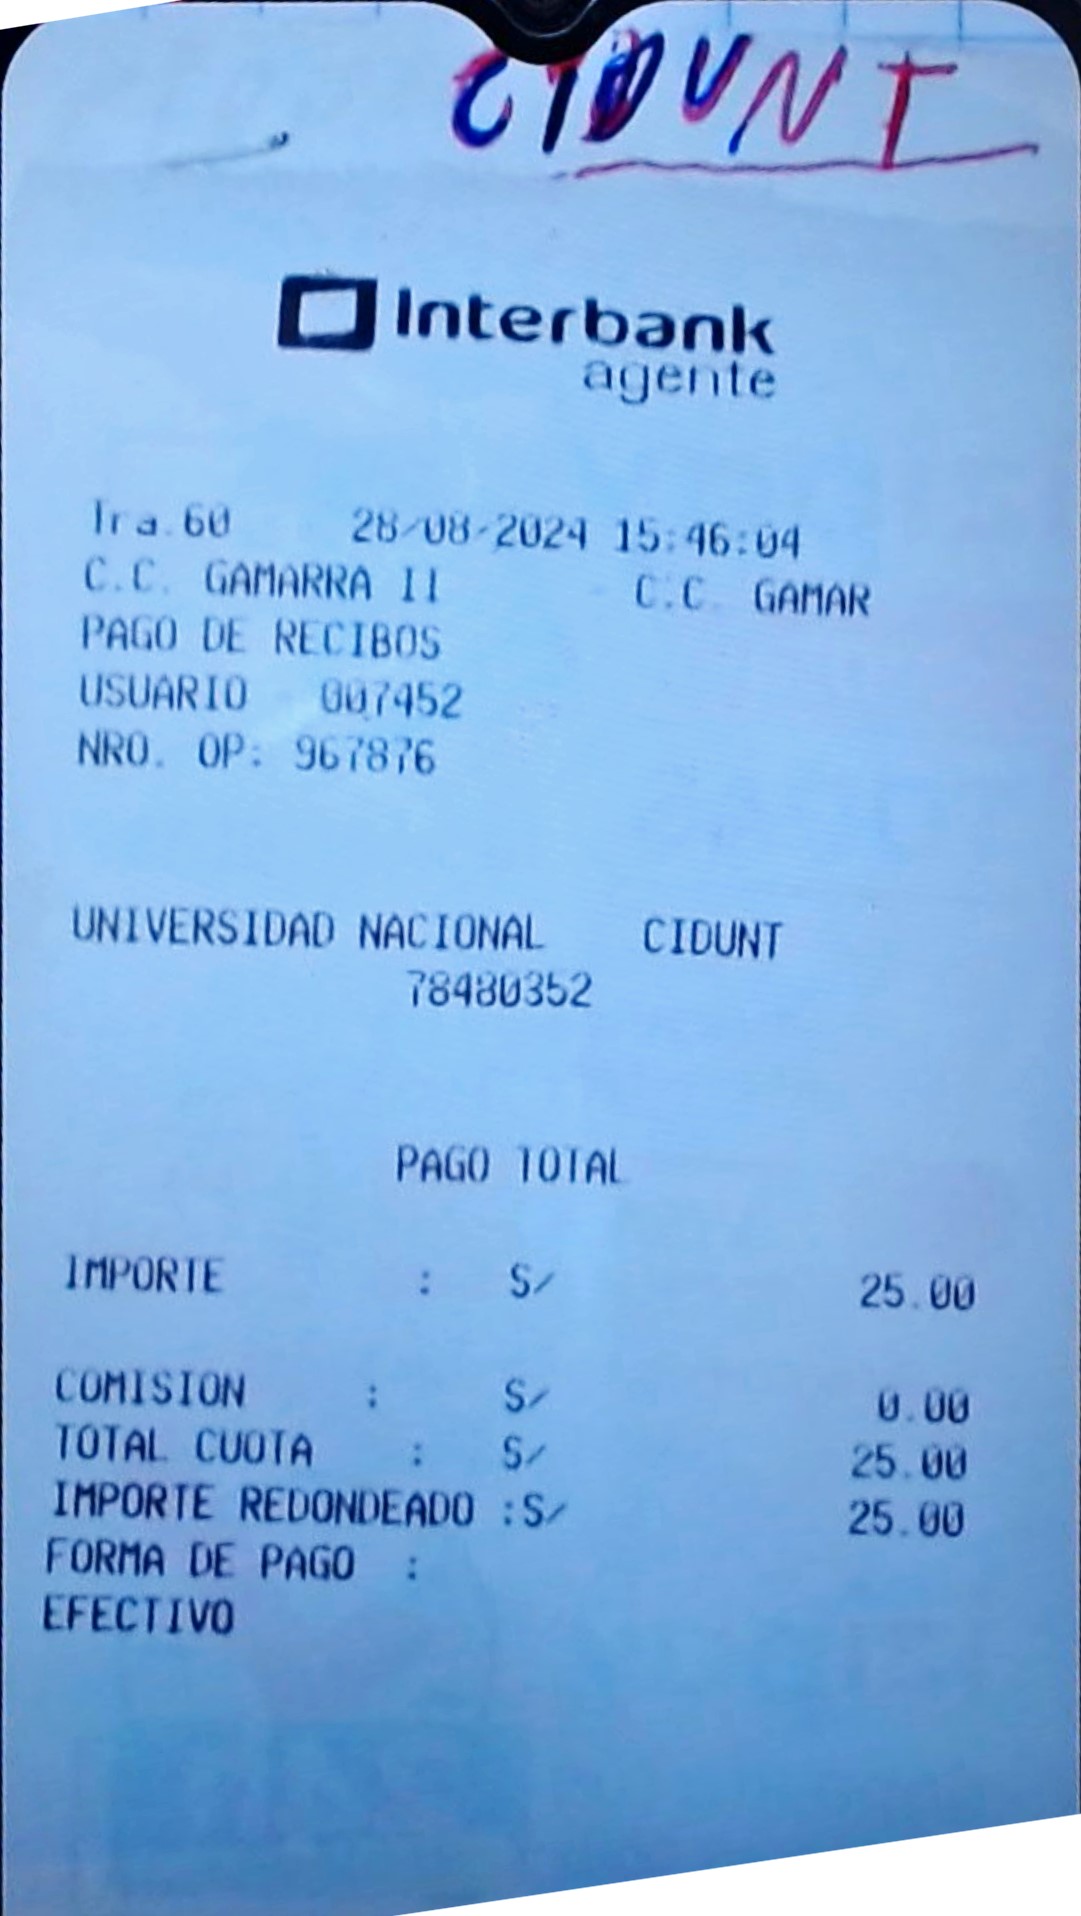 CIDUNT
Interbank
agente
Tra.60 28/08/2024 15:46:04
C.C. GAMARRA II C.C. GAMAR
PAGO DE RECIBOS
USUARIO 007452
NRO. OP: 967876
UNIVERSIDAD NACIONAL CIDUNT
78480352
PAGO TOTAL
IMPORTE : S/ 25.00
COMISION : S/ 0.00
TOTAL CUOTA : S/ 25.00
IMPORTE REDONDEADO :S/ 25.00
FORMA DE PAGO :
EFECTIVO